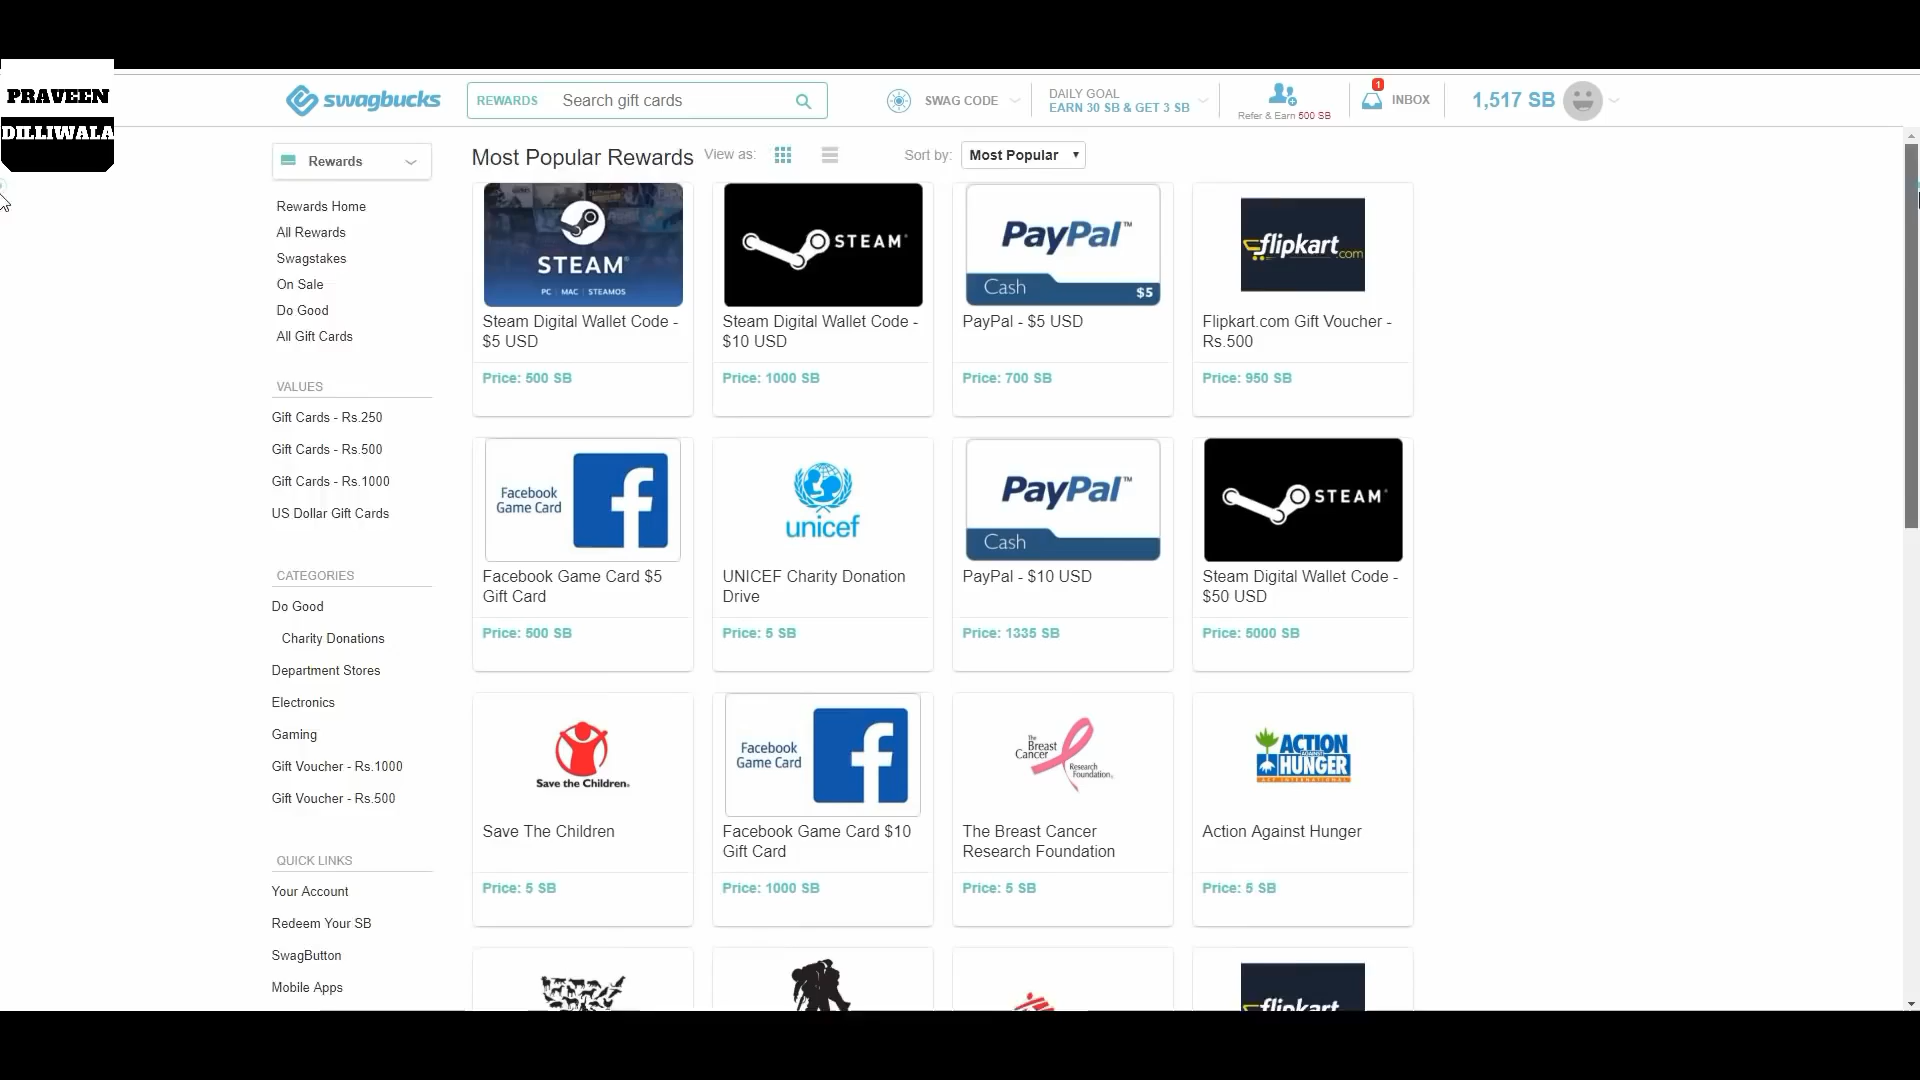 PRAVEEN
DILLIWALA
swagbucks
REWARDS Search gift cards
SWAG CODE
DAILY GOAL
EARN 30 SB & GET 3 SB
Refer & Earn 500 SB
1
INBOX
1,517 SB
Rewards
Rewards Home
All Rewards
Swagstakes
On Sale
Do Good
All Gift Cards
VALUES
Gift Cards - Rs.250
Gift Cards - Rs.500
Gift Cards - Rs.1000
US Dollar Gift Cards
CATEGORIES
Do Good
Charity Donations
Department Stores
Electronics
Gaming
Gift Voucher - Rs.1000
Gift Voucher - Rs.500
QUICK LINKS
Your Account
Redeem Your SB
SwagButton
Mobile Apps
Most Popular Rewards View as: Sort by: Most Popular
STEAM
PC | MAC | STEAMOS
Steam Digital Wallet Code -
$5 USD
Price: 500 SB
STEAM
Steam Digital Wallet Code -
$10 USD
Price: 1000 SB
PayPal™
Cash $5
PayPal - $5 USD
Price: 700 SB
flipkart.com
Flipkart.com Gift Voucher -
Rs.500
Price: 950 SB
Facebook
Game Card
Facebook Game Card $5
Gift Card
Price: 500 SB
unicef
UNICEF Charity Donation
Drive
Price: 5 SB
PayPal™
Cash
PayPal - $10 USD
Price: 1335 SB
STEAM
Steam Digital Wallet Code -
$50 USD
Price: 5000 SB
Save the Children
Save The Children
Price: 5 SB
Facebook
Game Card
Facebook Game Card $10
Gift Card
Price: 1000 SB
The
Breast
Cancer
Research
Foundation
The Breast Cancer
Research Foundation
Price: 5 SB
ACTION
AGAINST
HUNGER
ACF INTERNATIONAL
Action Against Hunger
Price: 5 SB
flipkart